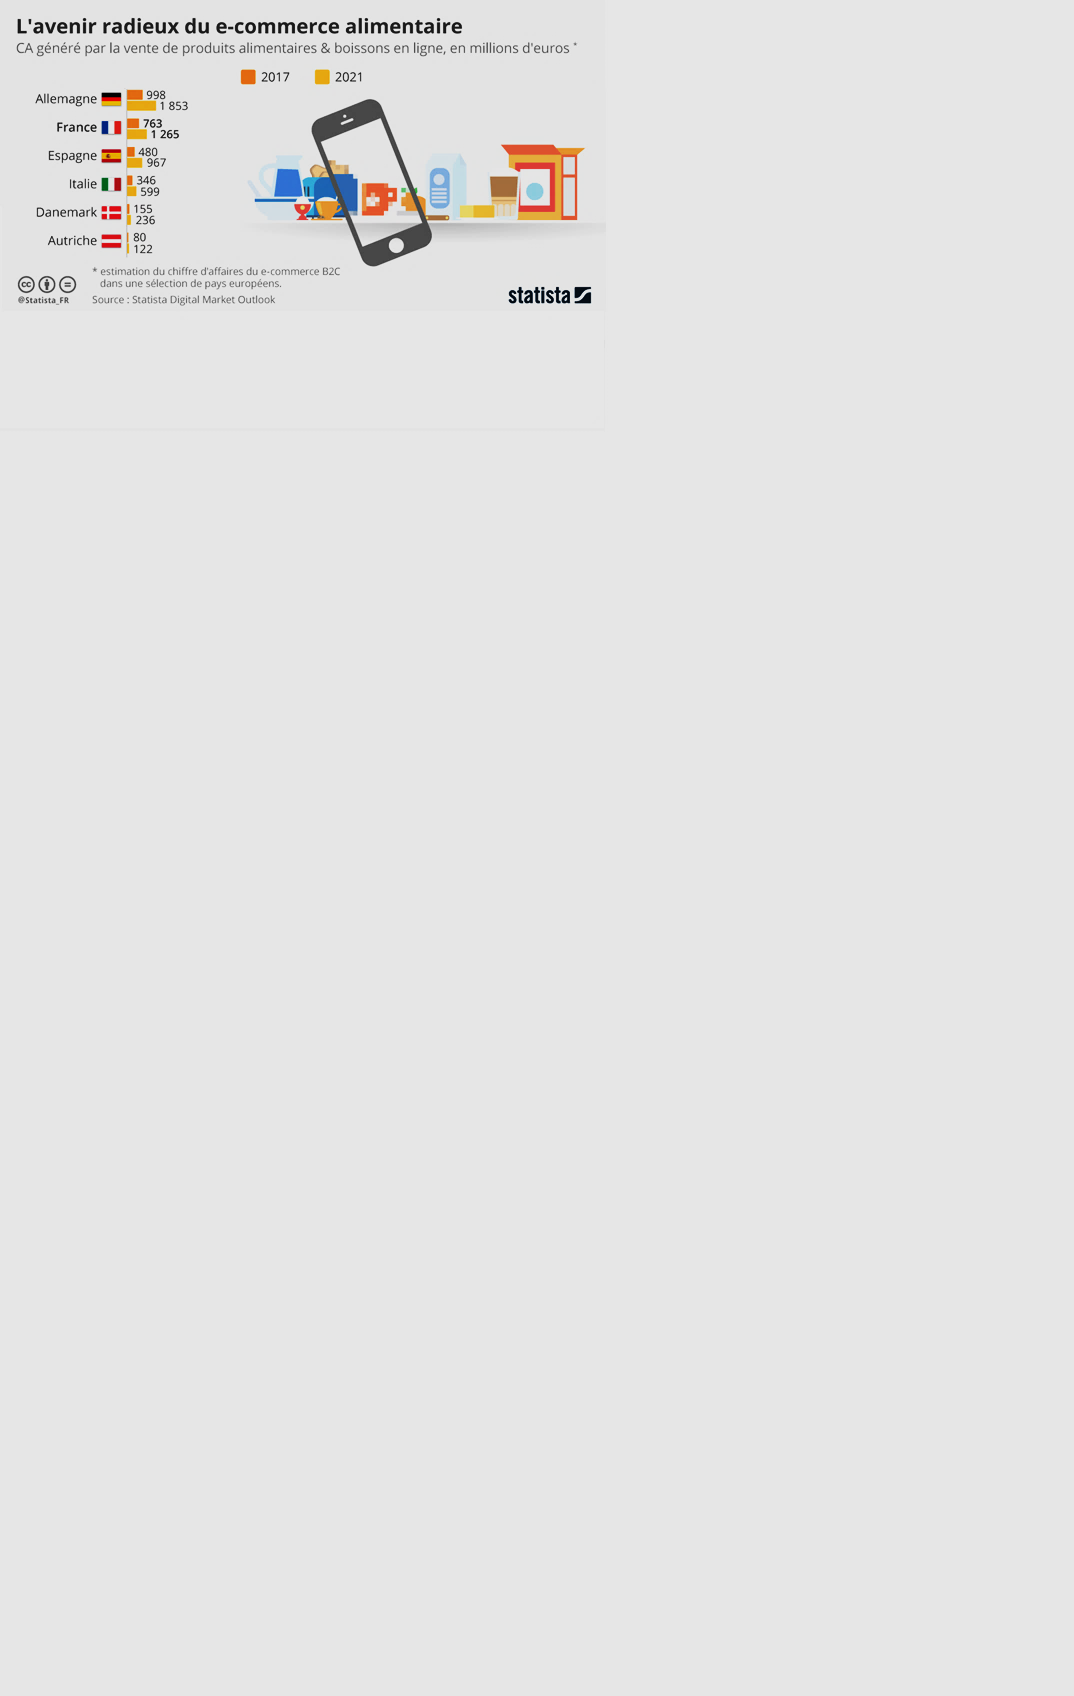 L'avenir radieux du e-commerce alimentaire
CA généré par la vente de produits alimentaires & boissons en ligne, en millions d'euros *
2017 2021
Allemagne 998
1 853
France 763
1 265
Espagne 480
967
Italie 346
599
Danemark 155
236
Autriche 80
122
* estimation du chiffre d'affaires du e-commerce B2C
dans une sélection de pays européens.
@Statista_FR Source : Statista Digital Market Outlook
cc
statista